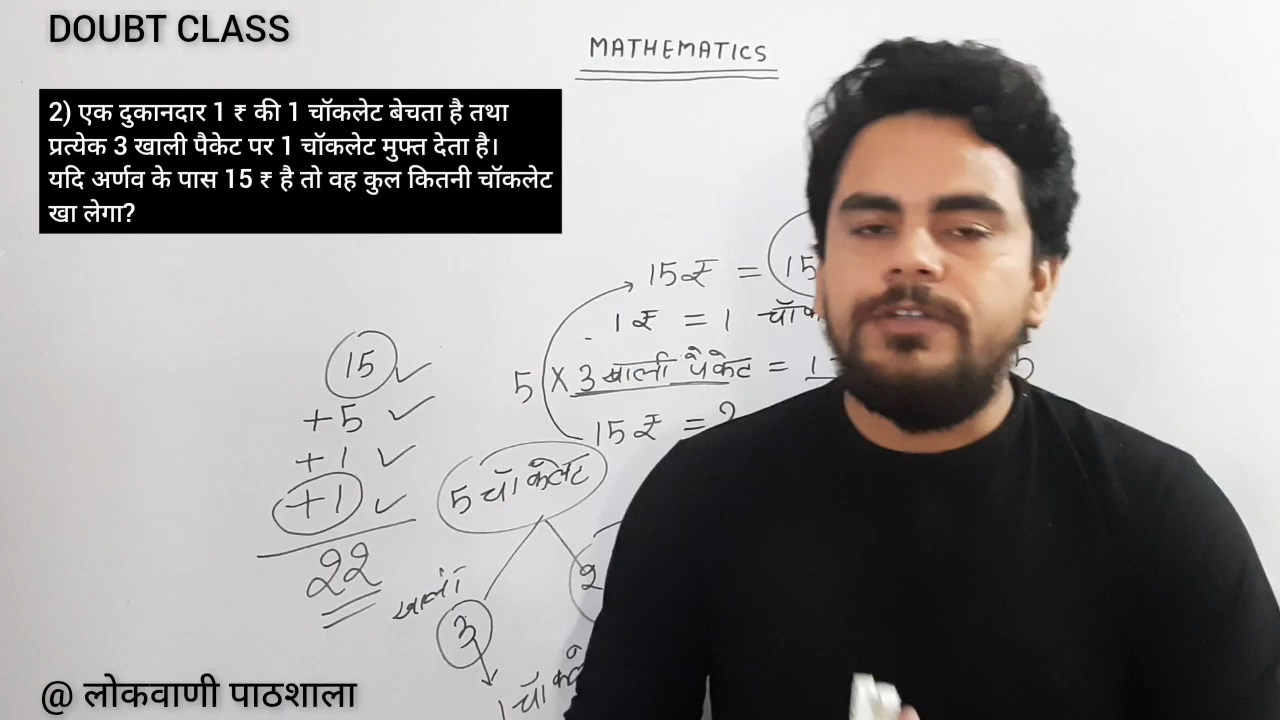 DOUBT CLASS
MATHEMATICS
2) एक दुकानदार 1 ₹ की 1 चॉकलेट बेचता है तथा
प्रत्येक 3 खाली पैकेट पर 1 चॉकलेट मुफ्त देता है।
यदि अर्णव के पास 15 ₹ है तो वह कुल कितनी चॉकलेट
खा लेगा?
15₹ = 15
1₹ = 1
5 × 3 खाली पैकेट = 1
15₹ = ?
15
+5
+1
+1
22
5 चॉकलेट
खाली
3
2
1
@ लोकवाणी पाठशाला